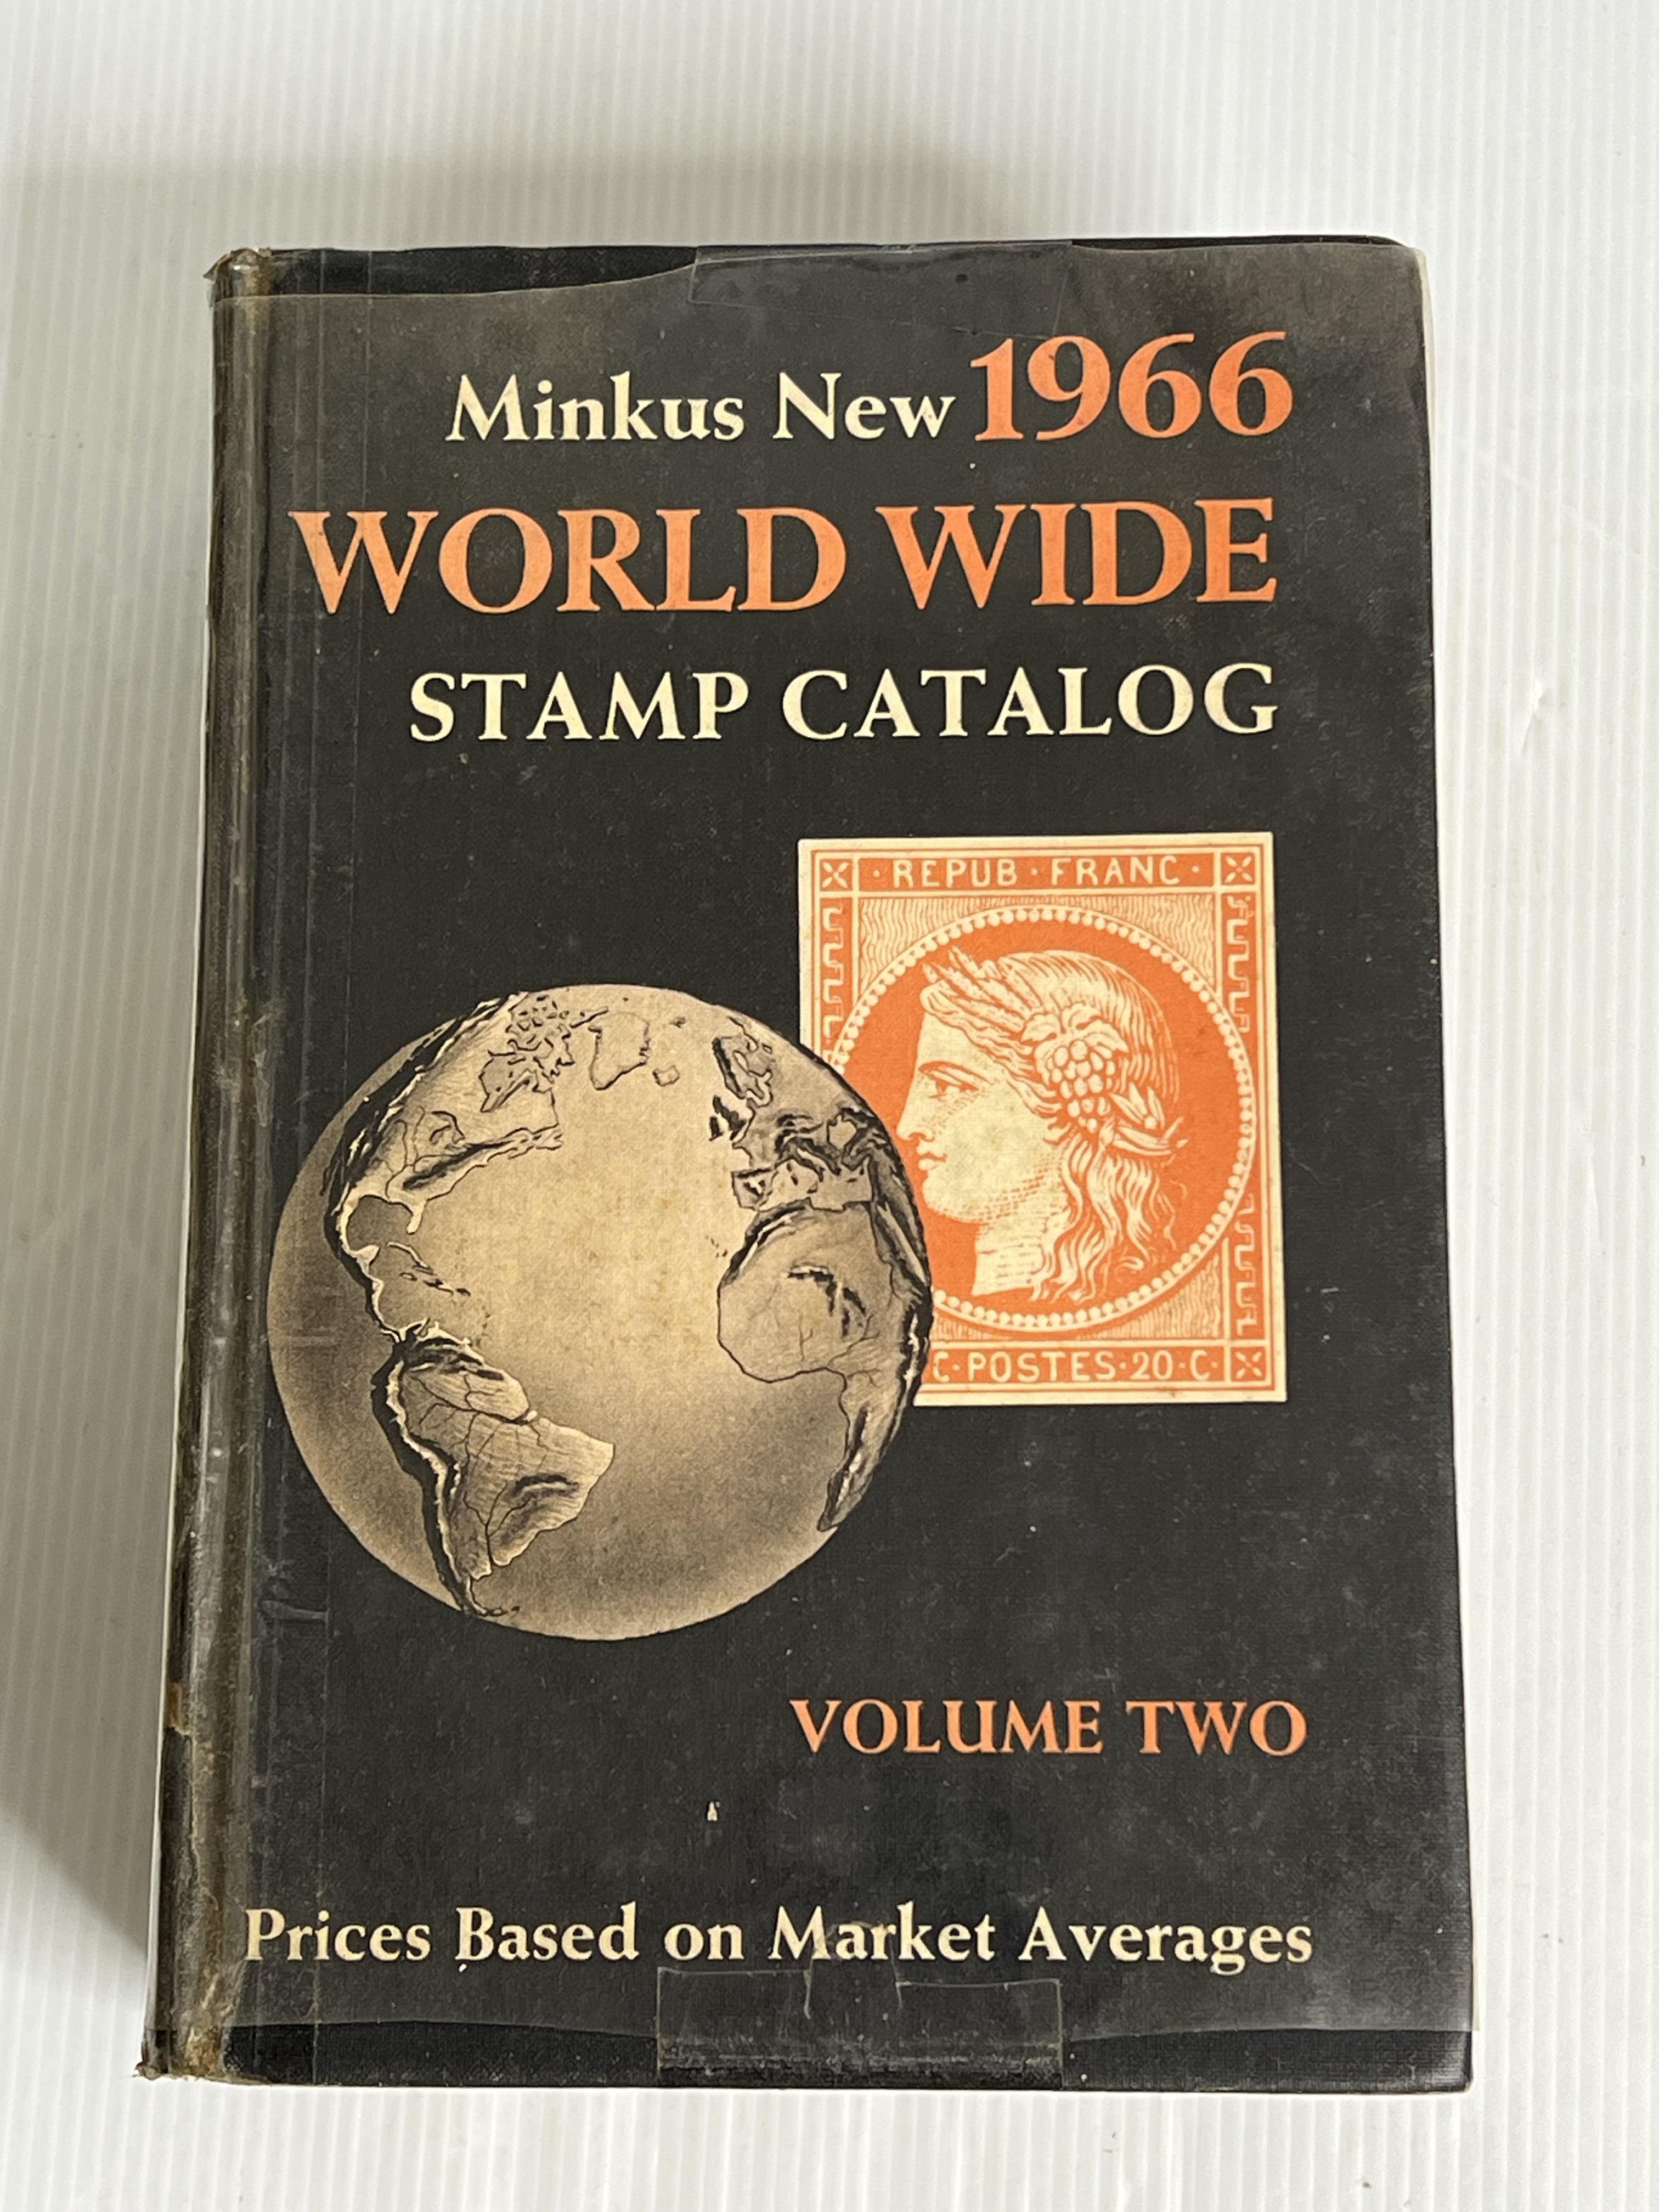 Minkus New 1966
WORLD WIDE
STAMP CATALOG
· REPUB · FRANC ·
C · POSTES · 20 · C ·
VOLUME TWO
Prices Based on Market Averages